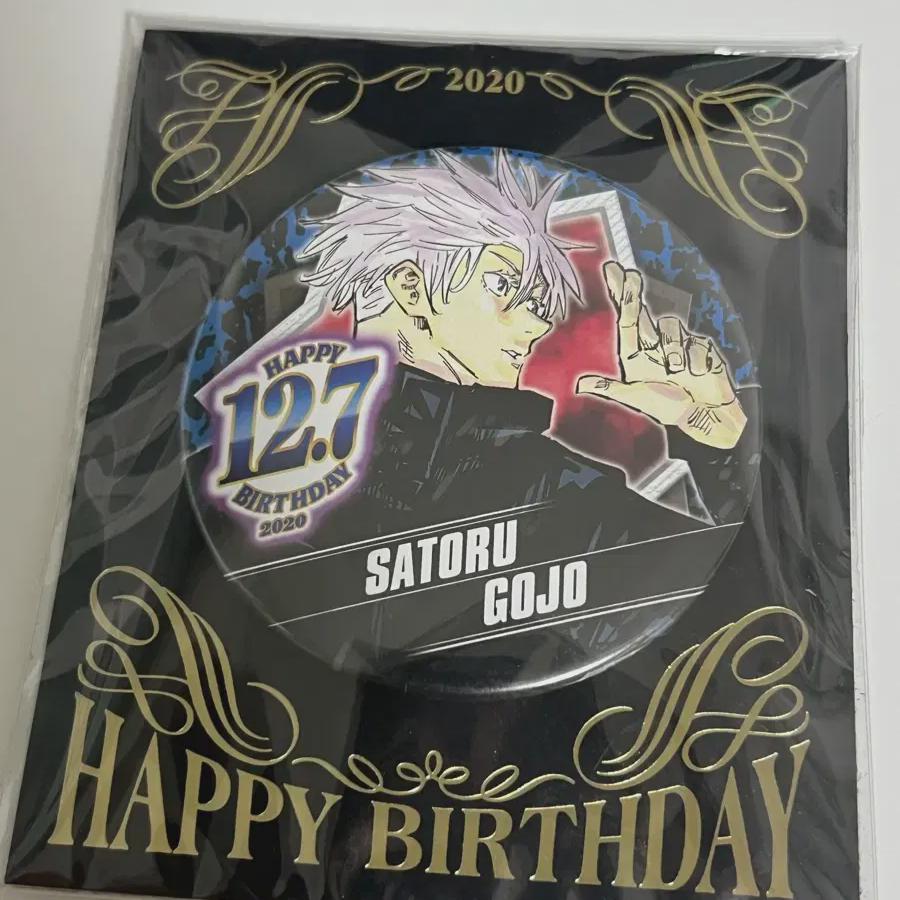 2020
HAPPY
12.7
BIRTHDAY
2020
SATORU
GOJO
HAPPY BIRTHDAY